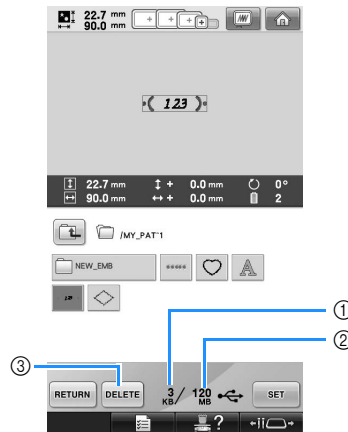 22.7 mm
90.0 mm
123
22.7 mm + 0.0 mm 0°
90.0 mm + 0.0 mm 2
/MY_PAT~1
NEW_EMB
A
①
②
③
RETURN DELETE 3 KB / 120 MB SET
?